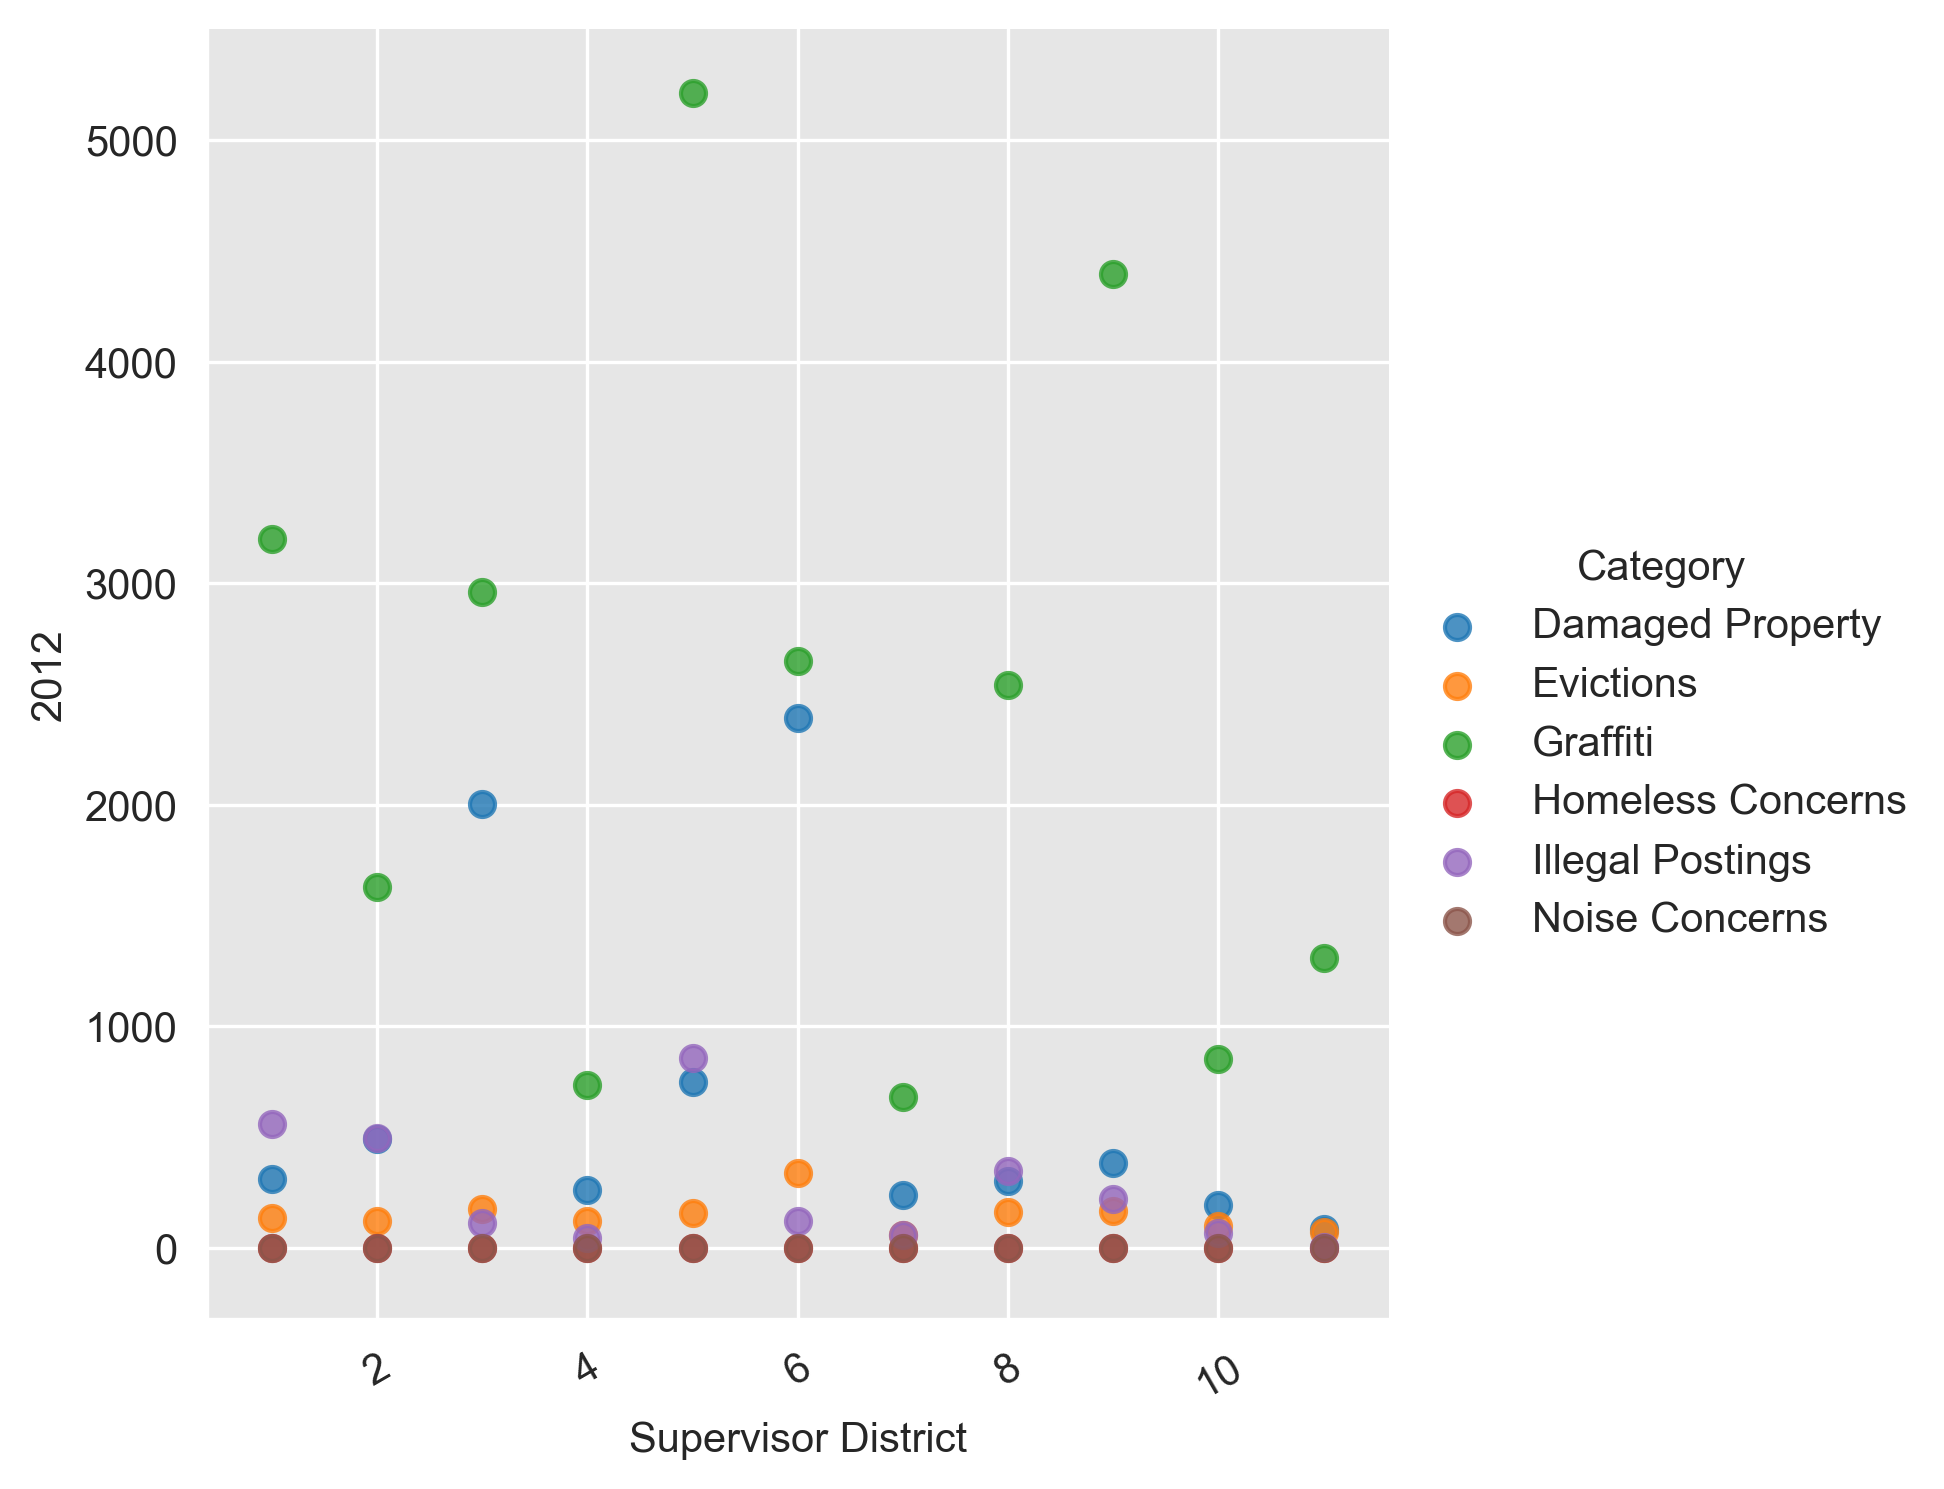 5000
4000
3000
2000
1000
0
2012
2
4
6
8
10
Supervisor District
Category
Damaged Property
Evictions
Graffiti
Homeless Concerns
Illegal Postings
Noise Concerns